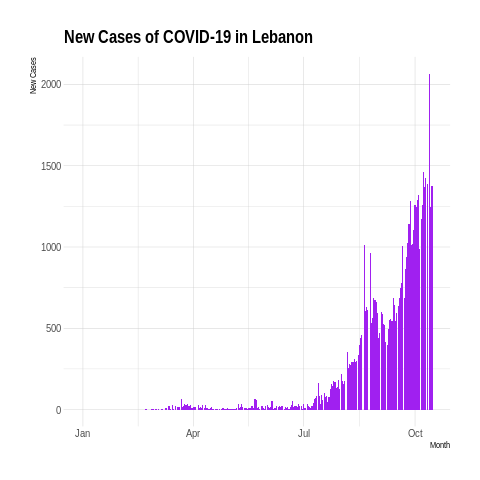 New Cases of COVID-19 in Lebanon
New Cases
2000
1500
1000
500
0
Jan Apr Jul Oct
Month